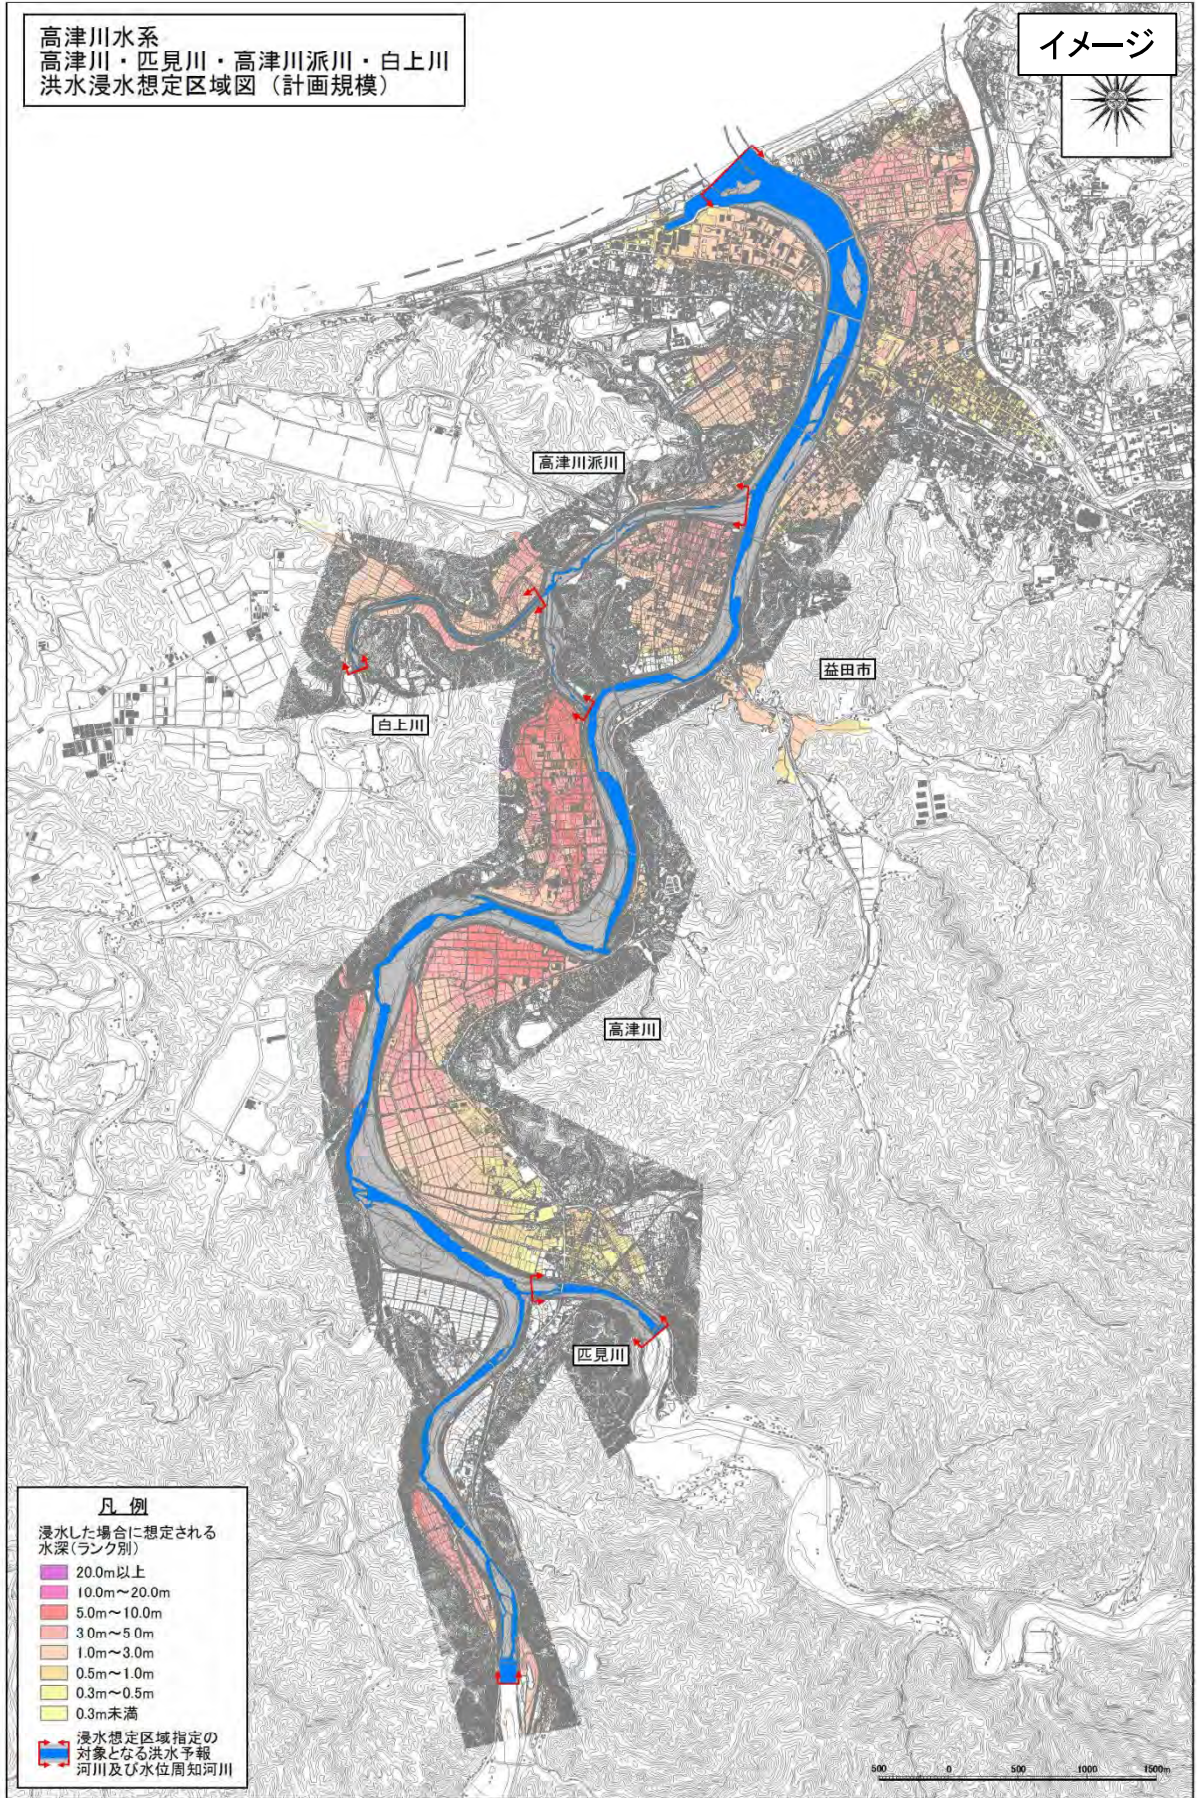 高津川水系
高津川・匹見川・高津川派川・白上川
洪水浸水想定区域図（計画規模）
イメージ
高津川派川
益田市
白上川
高津川
匹見川
凡 例
浸水した場合に想定される
水深(ランク別)
20.0m以上
10.0m～20.0m
5.0m～10.0m
3.0m～5.0m
1.0m～3.0m
0.5m～1.0m
0.3m～0.5m
0.3m未満
浸水想定区域指定の
対象となる洪水予報
河川及び水位周知河川
500 0 500 1000 1500m